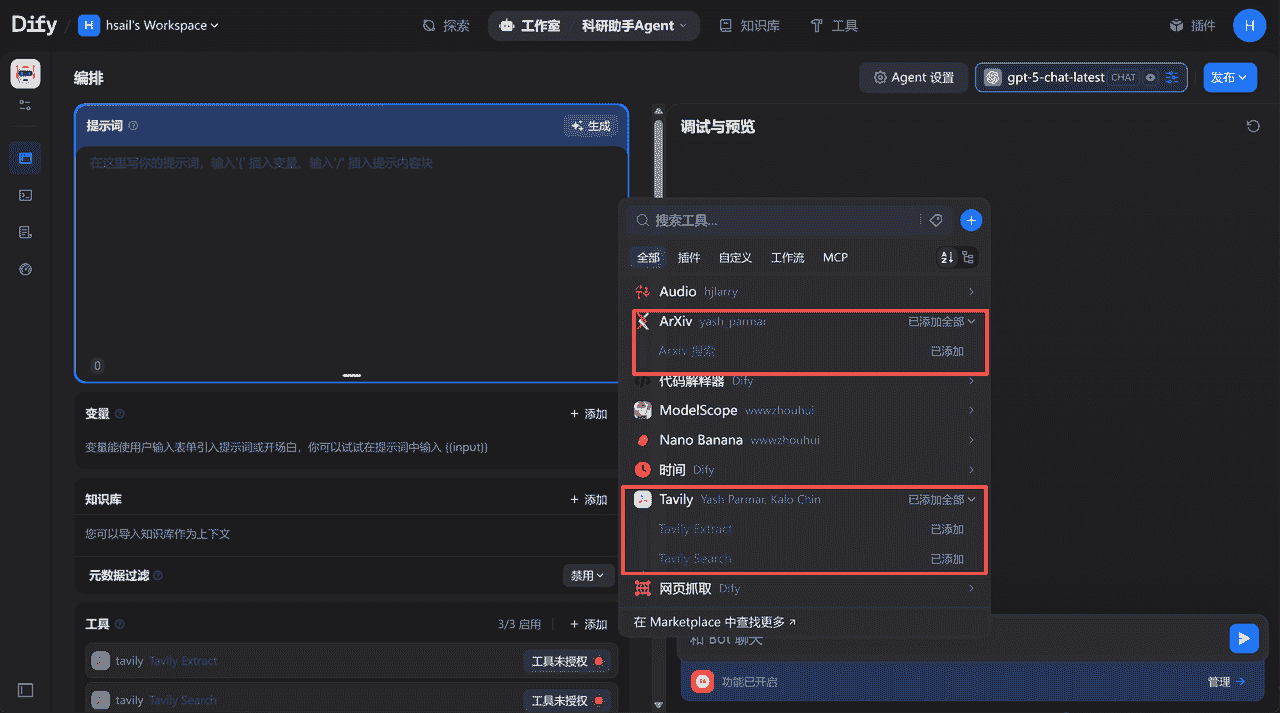 Dify / H hsail's Workspace 探索 工作室 / 科研助手Agent 知识库 工具 插件 H
编排 Agent 设置 gpt-5-chat-latest CHAT 发布
提示词 生成
在这里写你的提示词，输入'{' 插入变量、输入'/' 插入提示内容块
0
变量 + 添加
变量能使用户输入表单引入提示词或开场白，你可以试试在提示词中输入 {{input}}
知识库 + 添加
您可以导入知识库作为上下文
元数据过滤 禁用
工具 3/3 启用 + 添加
tavily Tavily Extract 工具未授权
tavily Tavily Search 工具未授权
调试与预览
搜索工具...
全部 插件 自定义 工作流 MCP
Audio hjlarry
ArXiv yash_parmar 已添加全部
Arxiv 搜索 已添加
代码解释器 Dify
ModelScope wwwzhouhui
Nano Banana wwwzhouhui
时间 Dify
Tavily Yash Parmar, Kalo Chin 已添加全部
Tavily Extract 已添加
Tavily Search 已添加
网页抓取 Dify
在 Marketplace 中查找更多
和 Bot 聊天
功能已开启 管理